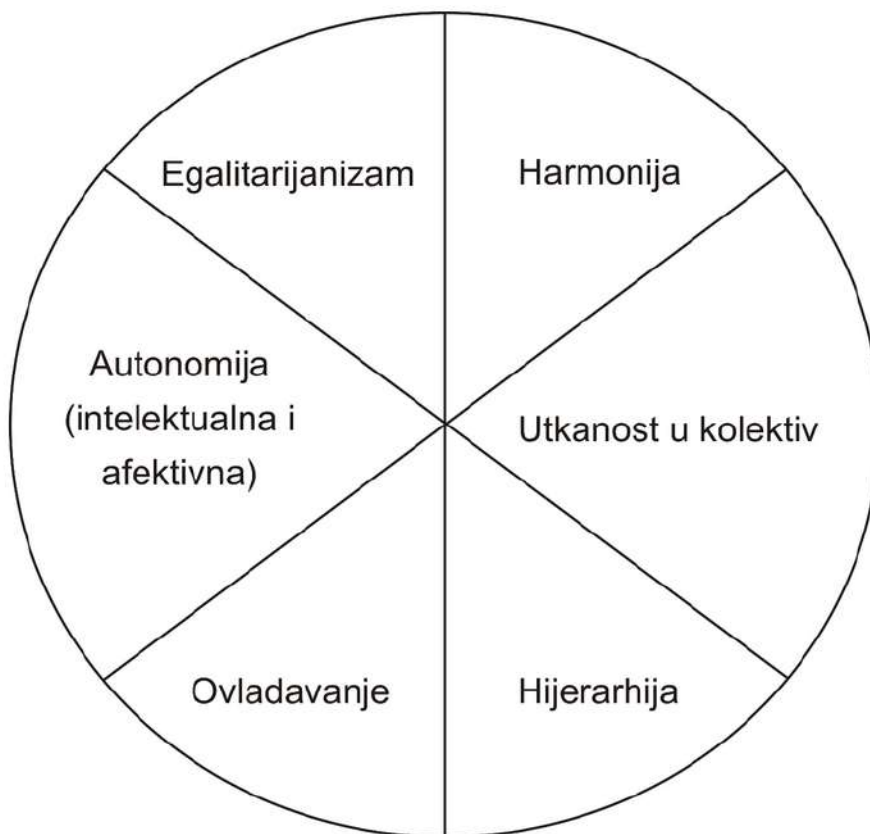 Egalitarijanizam
Harmonija
Autonomija
(intelektualna i
afektivna)
Utkanost u kolektiv
Ovladavanje
Hijerarhija